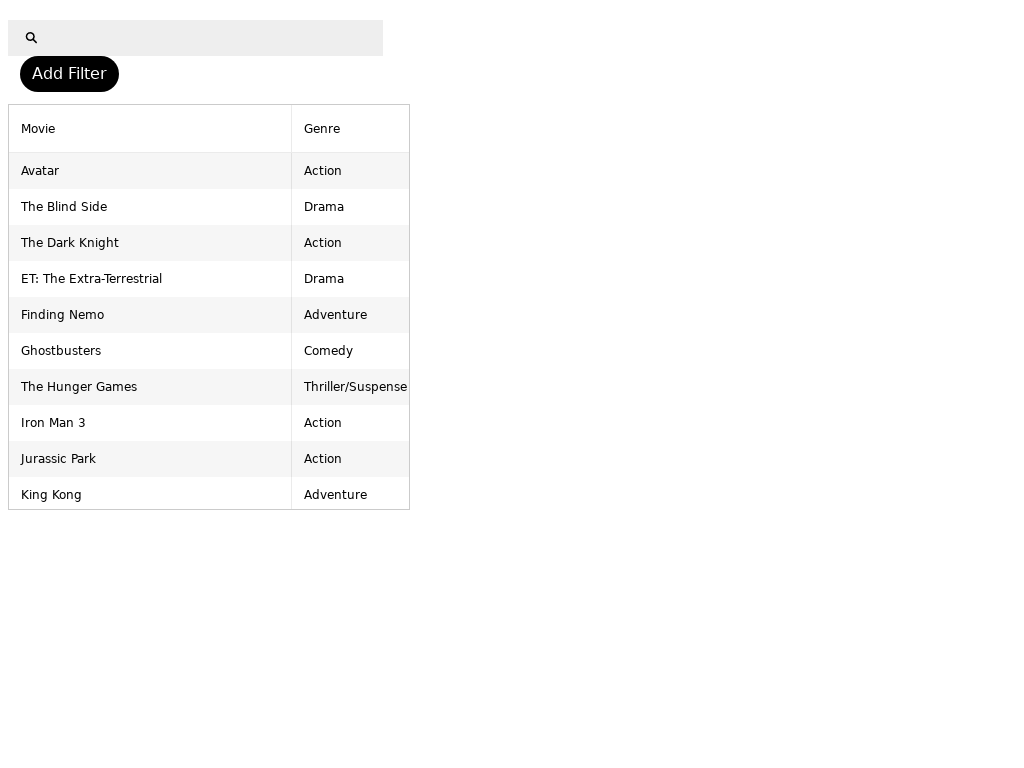 Add Filter
Movie Genre
Avatar Action
The Blind Side Drama
The Dark Knight Action
ET: The Extra-Terrestrial Drama
Finding Nemo Adventure
Ghostbusters Comedy
The Hunger Games Thriller/Suspense
Iron Man 3 Action
Jurassic Park Action
King Kong Adventure